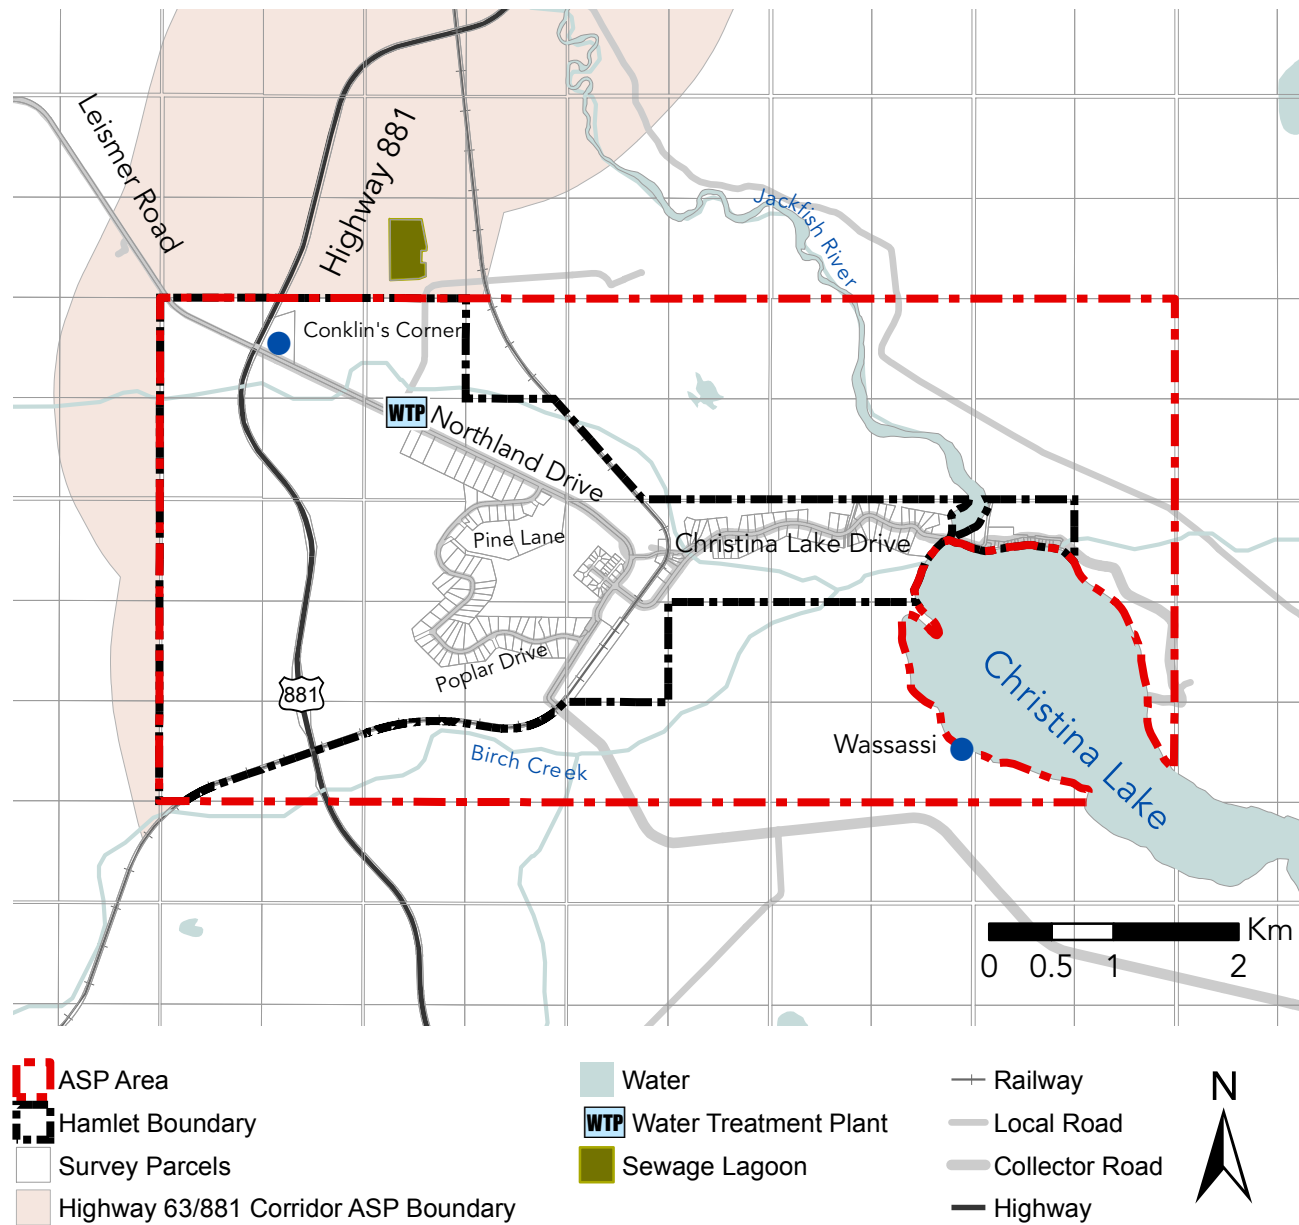 Leismer Road
Highway 881
Jackfish River
Conklin's Corner
WTP
Northland Drive
Pine Lane
Christina Lake Drive
Poplar Drive
881
Birch Creek
Wassassi
Christina Lake
Km
0 0.5 1 2
ASP Area
Hamlet Boundary
Survey Parcels
Highway 63/881 Corridor ASP Boundary
Water
WTP Water Treatment Plant
Sewage Lagoon
Railway
Local Road
Collector Road
Highway
N